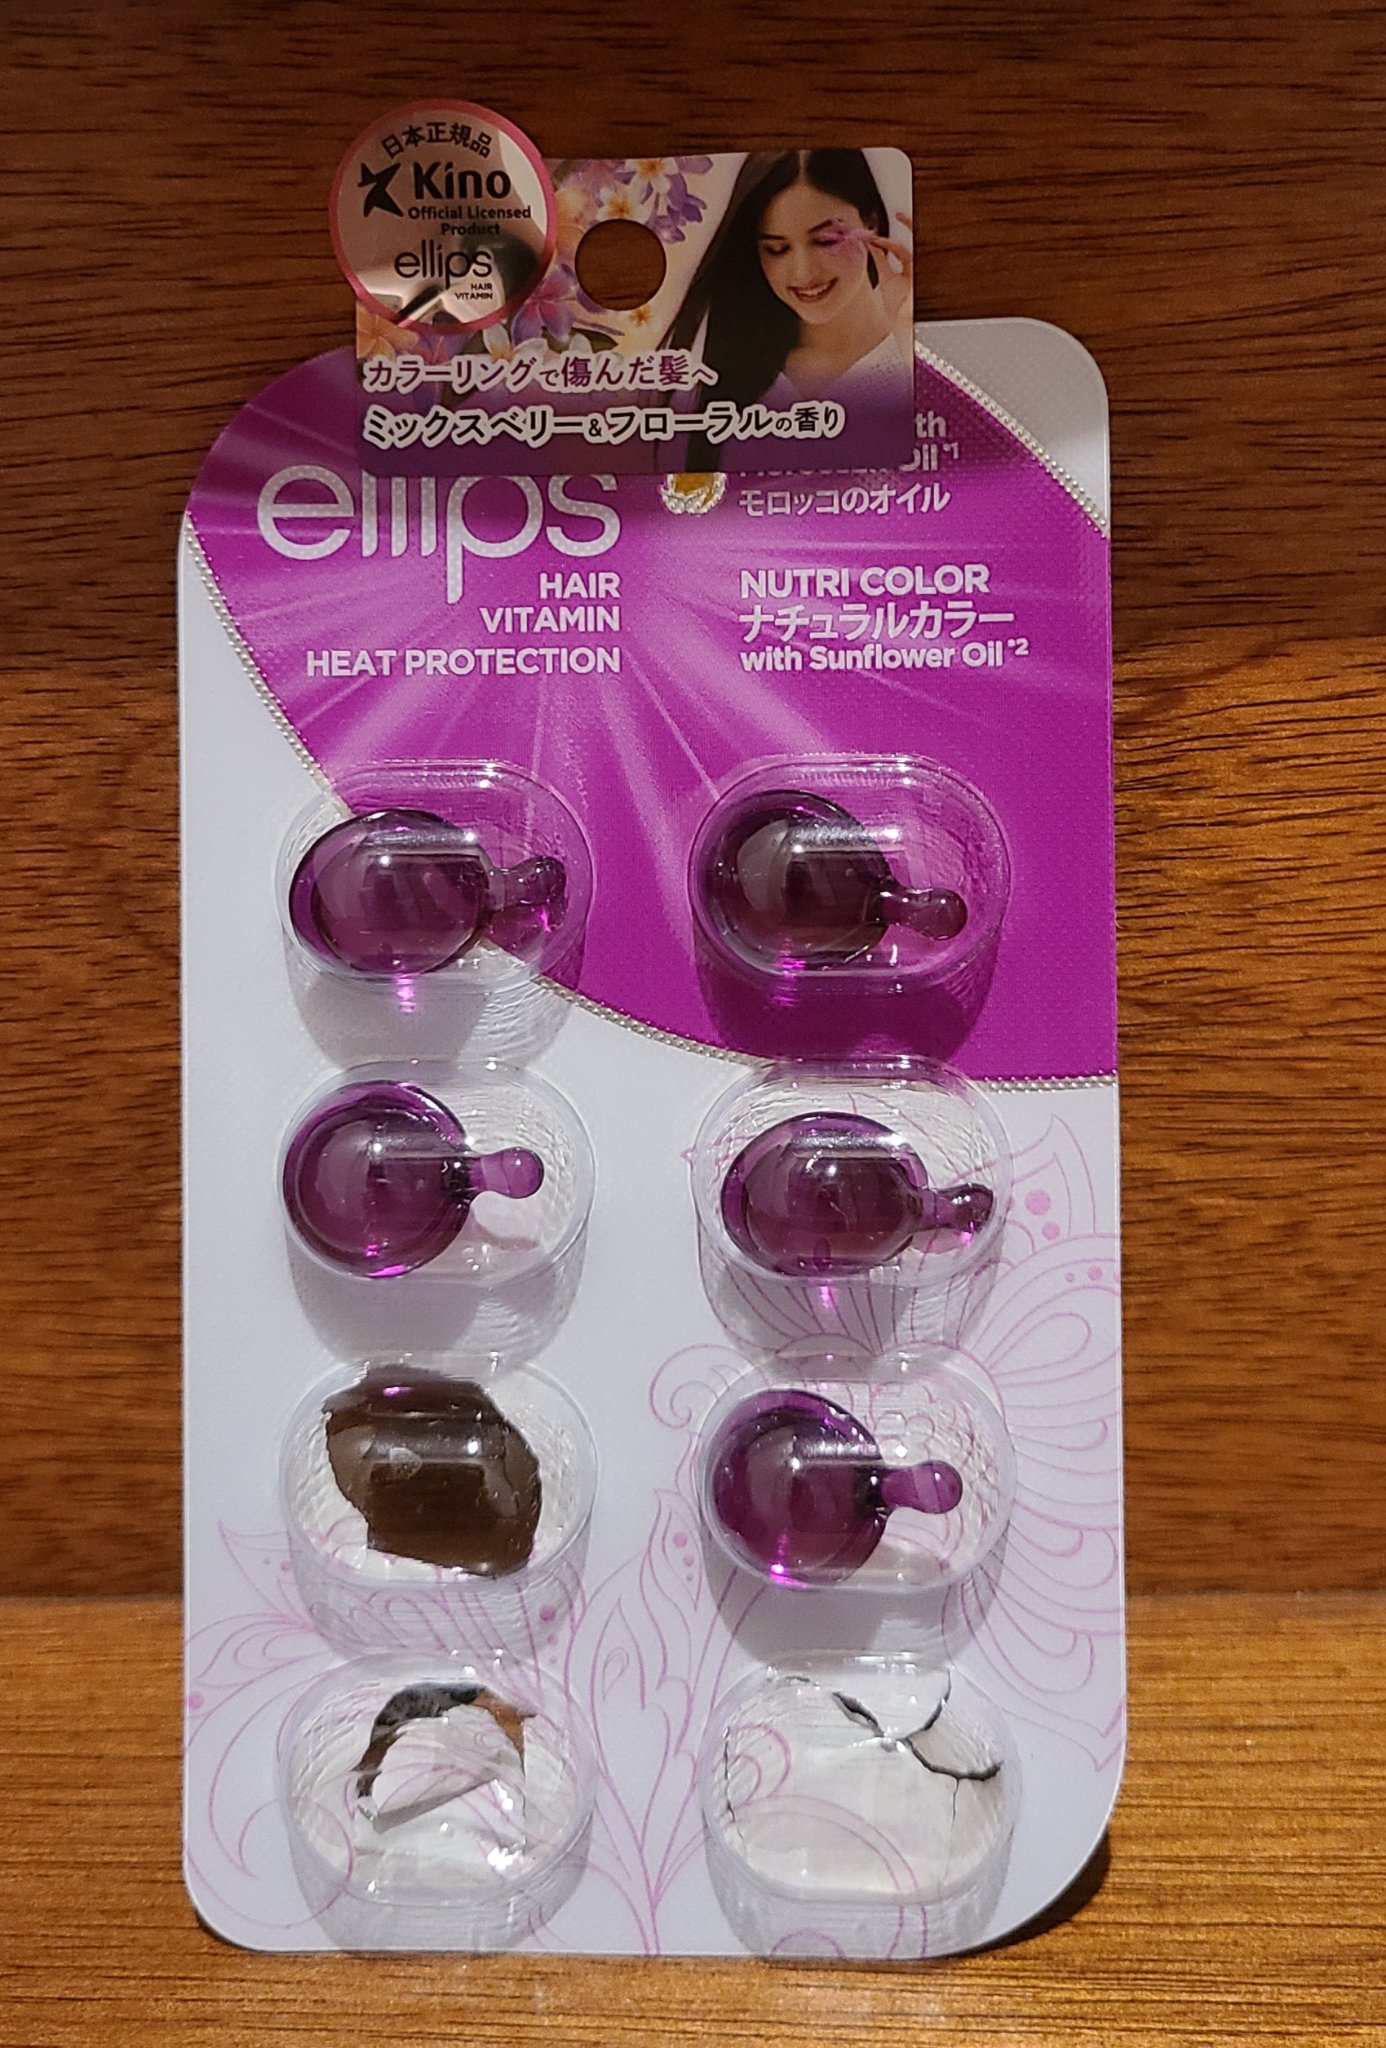 日本正規品
Kino
Official Licensed
Product
ellips
HAIR
VITAMIN
カラーリングで傷んだ髪へ
ミックスベリー&フローラルの香り
ellips
HAIR
VITAMIN
HEAT PROTECTION
Oil*1
モロッコのオイル
NUTRI COLOR
ナチュラルカラー
with Sunflower Oil*2